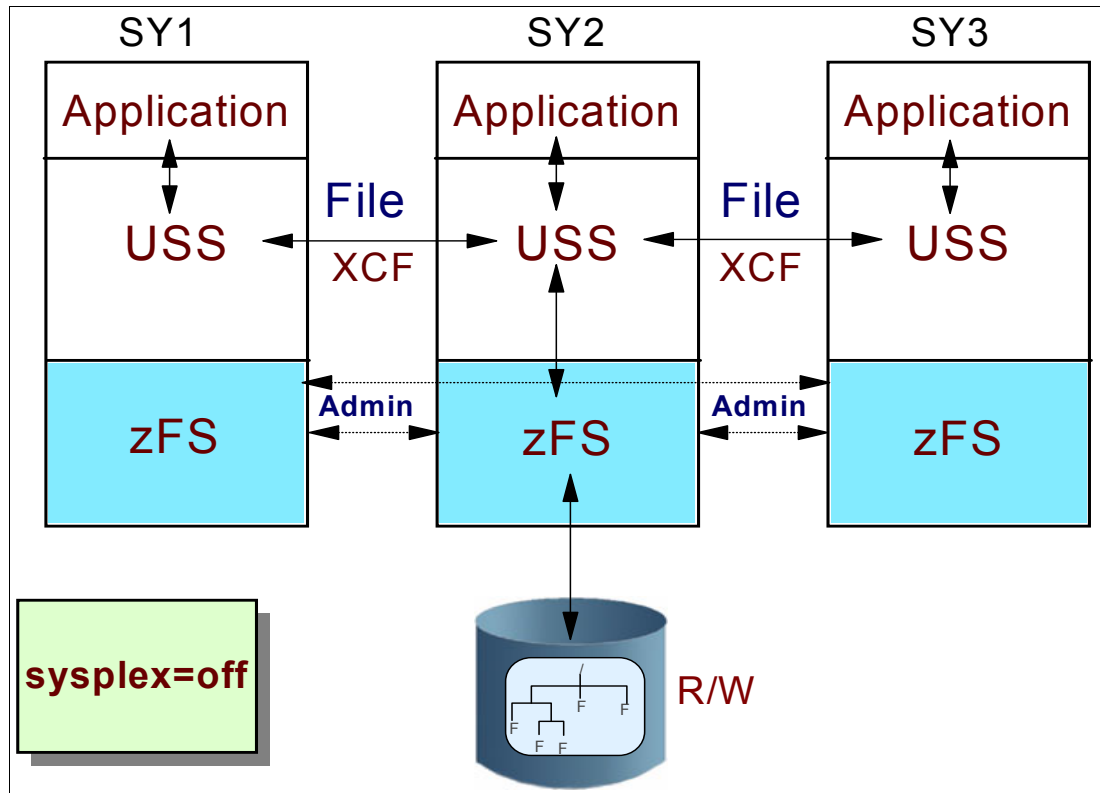 SY1 SY2 SY3
Application Application Application
File File
USS USS USS
XCF XCF
Admin Admin
zFS zFS zFS
sysplex=off
R/W
/
F F F
F F